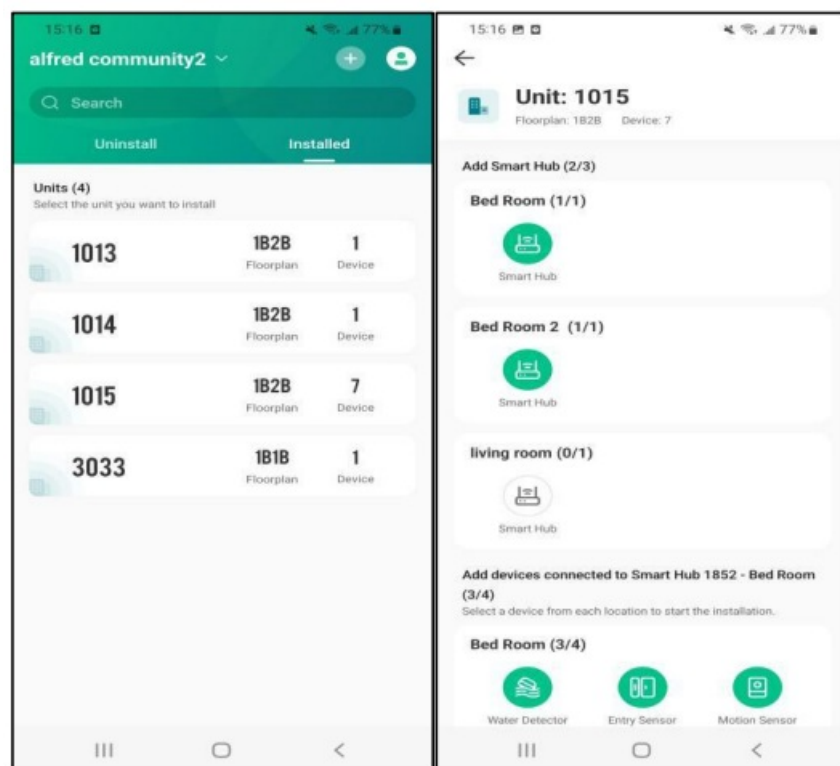 15:16 77%
alfred community2
Search
Uninstall Installed
Units (4)
Select the unit you want to install
1013 1B2B 1
Floorplan Device
1014 1B2B 1
Floorplan Device
1015 1B2B 7
Floorplan Device
3033 1B1B 1
Floorplan Device
15:16 77%
Unit: 1015
Floorplan: 1B2B Device: 7
Add Smart Hub (2/3)
Bed Room (1/1)
Smart Hub
Bed Room 2 (1/1)
Smart Hub
living room (0/1)
Smart Hub
Add devices connected to Smart Hub 1852 - Bed Room
(3/4)
Select a device from each location to start the installation.
Bed Room (3/4)
Water Detector Entry Sensor Motion Sensor